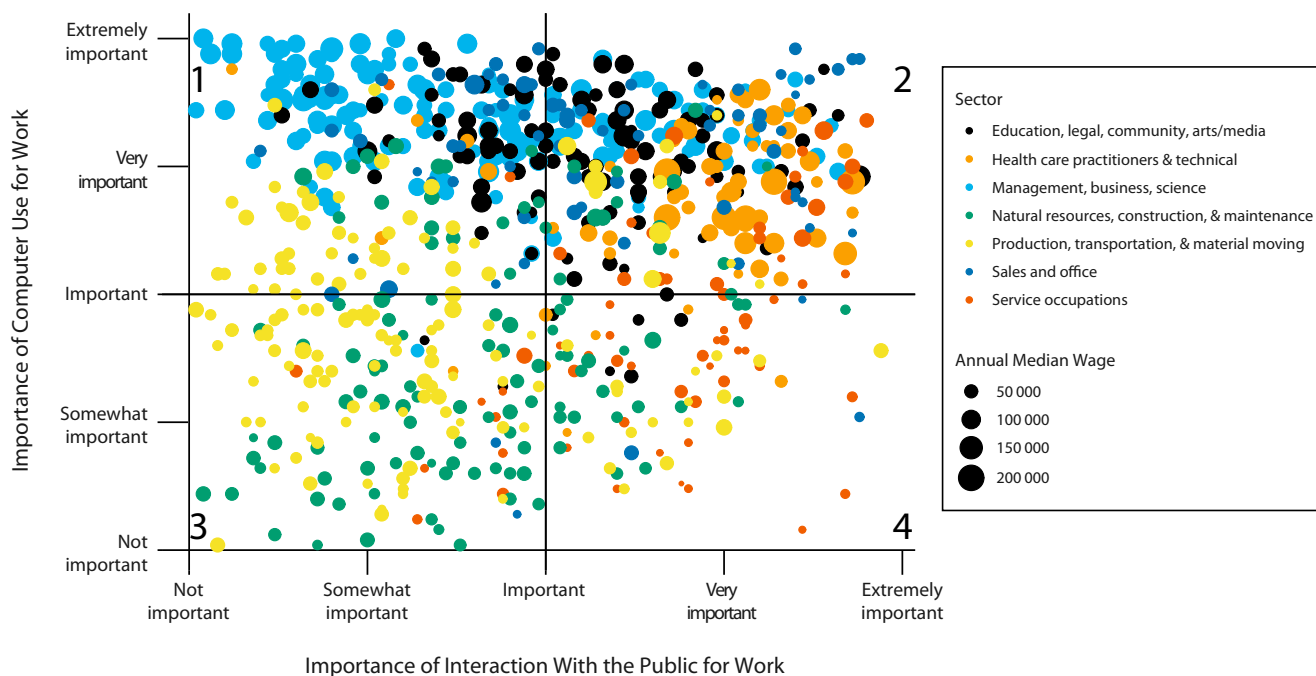 Importance of Computer Use for Work
Extremely
important
Very
important
Important
Somewhat
important
Not
important
1
2
3
4
Not
important
Somewhat
important
Important
Very
important
Extremely
important
Importance of Interaction With the Public for Work
Sector
Education, legal, community, arts/media
Health care practitioners & technical
Management, business, science
Natural resources, construction, & maintenance
Production, transportation, & material moving
Sales and office
Service occupations
Annual Median Wage
50 000
100 000
150 000
200 000